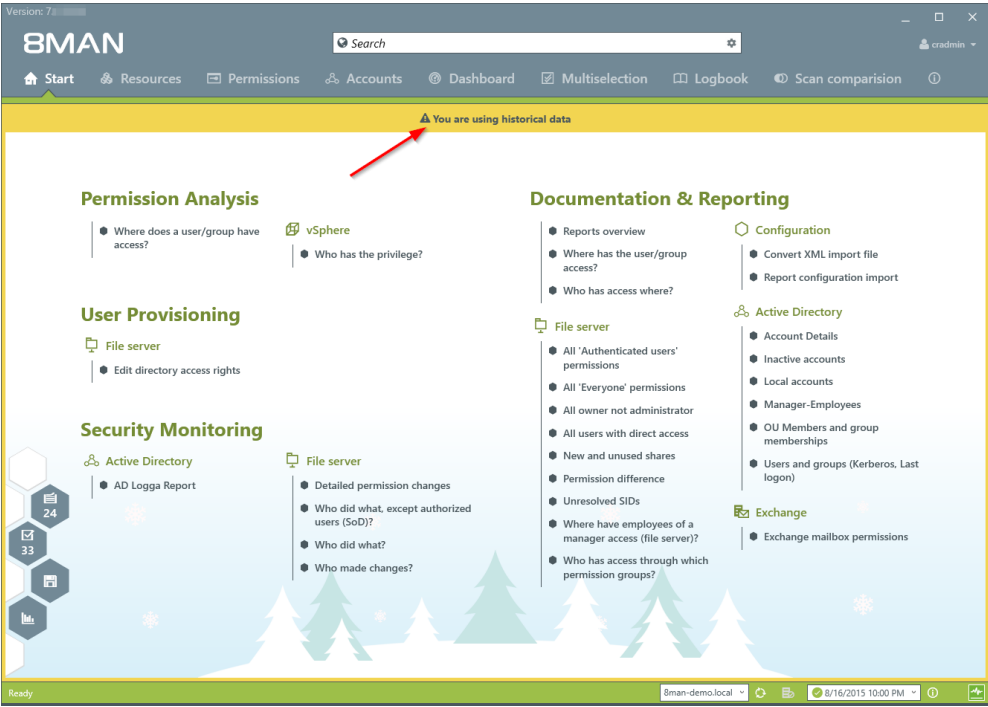 Version: 7
8MAN
Search
cradmin
Start
Resources
Permissions
Accounts
Dashboard
Multiselection
Logbook
Scan comparision
You are using historical data
Permission Analysis
Where does a user/group have
access?
vSphere
Who has the privilege?
User Provisioning
File server
Edit directory access rights
Security Monitoring
Active Directory
AD Logga Report
File server
Detailed permission changes
Who did what, except authorized
users (SoD)?
Who did what?
Who made changes?
Documentation & Reporting
Reports overview
Where has the user/group
access?
Who has access where?
File server
All 'Authenticated users'
permissions
All 'Everyone' permissions
All owner not administrator
All users with direct access
New and unused shares
Permission difference
Unresolved SIDs
Where have employees of a
manager access (file server)?
Who has access through which
permission groups?
Configuration
Convert XML import file
Report configuration import
Active Directory
Account Details
Inactive accounts
Local accounts
Manager-Employees
OU Members and group
memberships
Users and groups (Kerberos, Last
logon)
Exchange
Exchange mailbox permissions
24
33
Ready
8man-demo.local
8/16/2015 10:00 PM